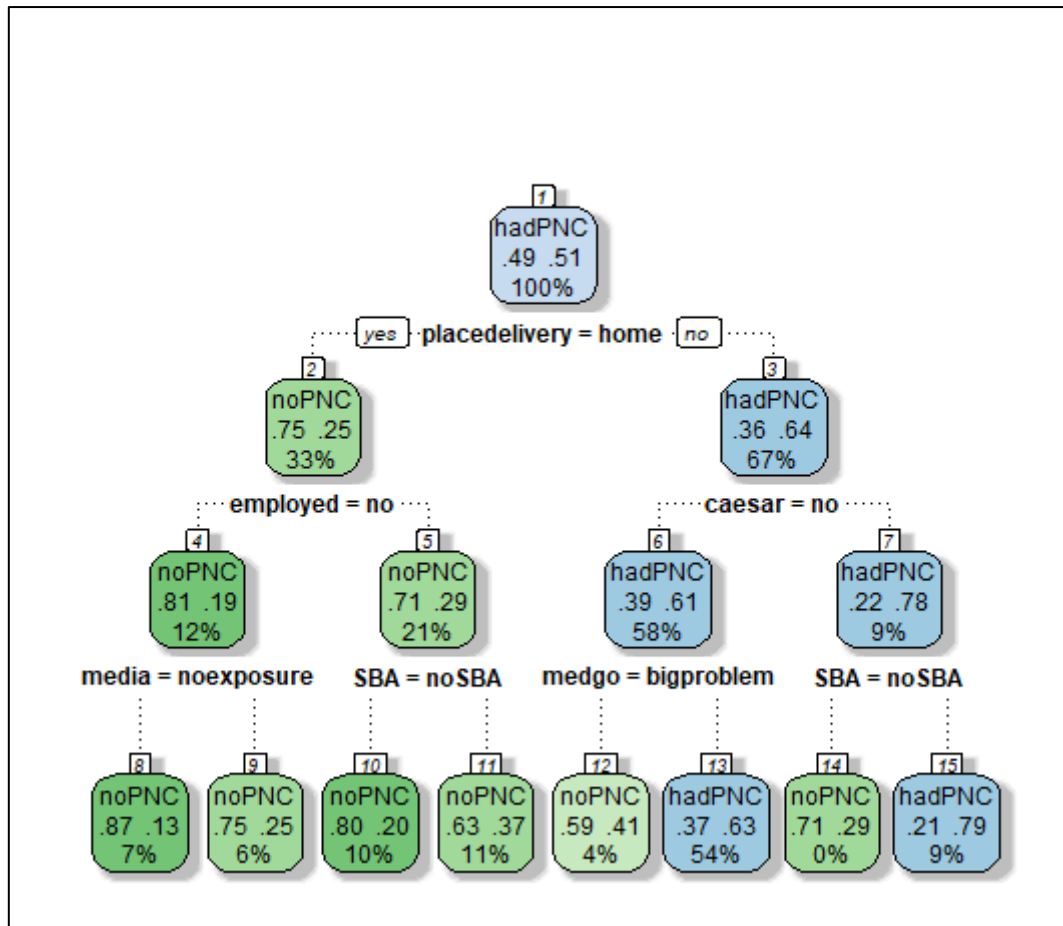 1
hadPNC
.49 .51
100%
yes placedelivery = home no
2 3
noPNC hadPNC
.75 .25 .36 .64
33% 67%
employed = no caesar = no
4 5 6 7
noPNC noPNC hadPNC hadPNC
.81 .19 .71 .29 .39 .61 .22 .78
12% 21% 58% 9%
media = noexposure SBA = noSBA medgo = bigproblem SBA = noSBA
8 9 10 11 12 13 14 15
noPNC noPNC noPNC noPNC noPNC hadPNC noPNC hadPNC
.87 .13 .75 .25 .80 .20 .63 .37 .59 .41 .37 .63 .71 .29 .21 .79
7% 6% 10% 11% 4% 54% 0% 9%